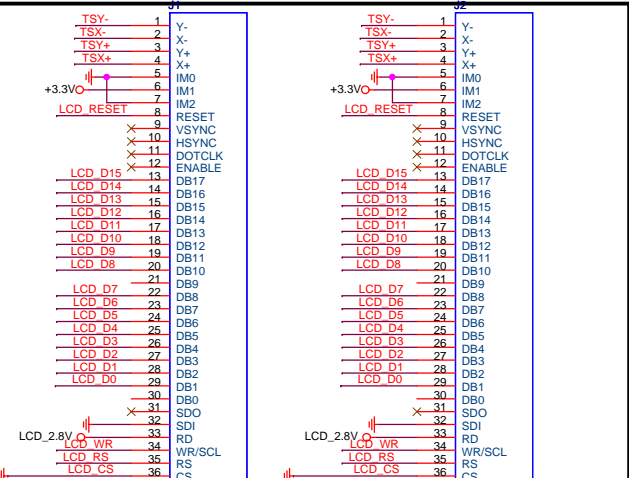 J1
TSY- 1 Y-
TSX- 2 X-
TSY+ 3 Y+
TSX+ 4 X+
5 IM0
+3.3V 6 IM1
7 IM2
LCD_RESET 8 RESET
9 VSYNC
10 HSYNC
11 DOTCLK
12 ENABLE
LCD_D15 13 DB17
LCD_D14 14 DB16
LCD_D13 15 DB15
LCD_D12 16 DB14
LCD_D11 17 DB13
LCD_D10 18 DB12
LCD_D9 19 DB11
LCD_D8 20 DB10
21 DB9
LCD_D7 22 DB8
LCD_D6 23 DB7
LCD_D5 24 DB6
LCD_D4 25 DB5
LCD_D3 26 DB4
LCD_D2 27 DB3
LCD_D1 28 DB2
LCD_D0 29 DB1
30 DB0
31 SDO
32 SDI
LCD_2.8V 33 RD
LCD_WR 34 WR/SCL
LCD_RS 35 RS
LCD_CS 36 CS
J2
TSY- 1 Y-
TSX- 2 X-
TSY+ 3 Y+
TSX+ 4 X+
5 IM0
+3.3V 6 IM1
7 IM2
LCD_RESET 8 RESET
9 VSYNC
10 HSYNC
11 DOTCLK
12 ENABLE
LCD_D15 13 DB17
LCD_D14 14 DB16
LCD_D13 15 DB15
LCD_D12 16 DB14
LCD_D11 17 DB13
LCD_D10 18 DB12
LCD_D9 19 DB11
LCD_D8 20 DB10
21 DB9
LCD_D7 22 DB8
LCD_D6 23 DB7
LCD_D5 24 DB6
LCD_D4 25 DB5
LCD_D3 26 DB4
LCD_D2 27 DB3
LCD_D1 28 DB2
LCD_D0 29 DB1
30 DB0
31 SDO
32 SDI
LCD_2.8V 33 RD
LCD_WR 34 WR/SCL
LCD_RS 35 RS
LCD_CS 36 CS